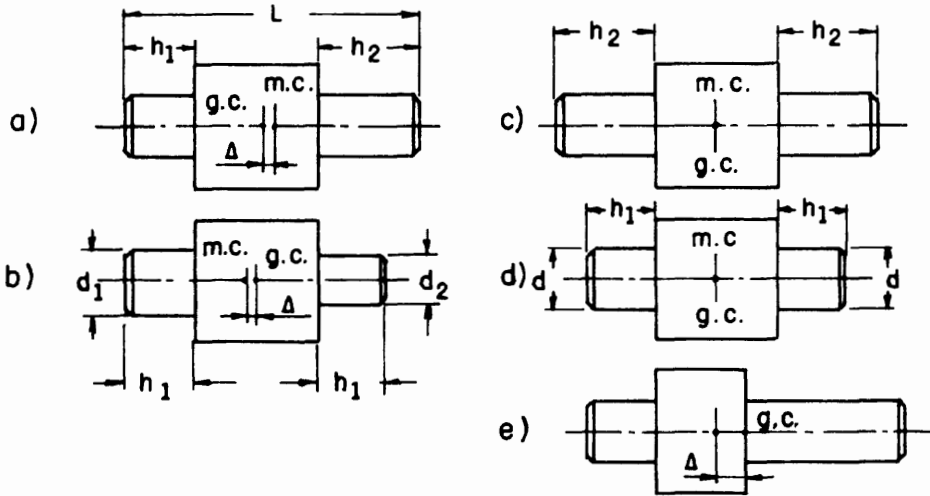 a)
L
h1
h2
g.c.
m.c.
Δ
b)
m.c.
g.c.
d1
d2
Δ
h1
h1
c)
h2
h2
m.c.
g.c.
d)
h1
h1
d
m.c
d
g.c.
e)
g.c.
Δ